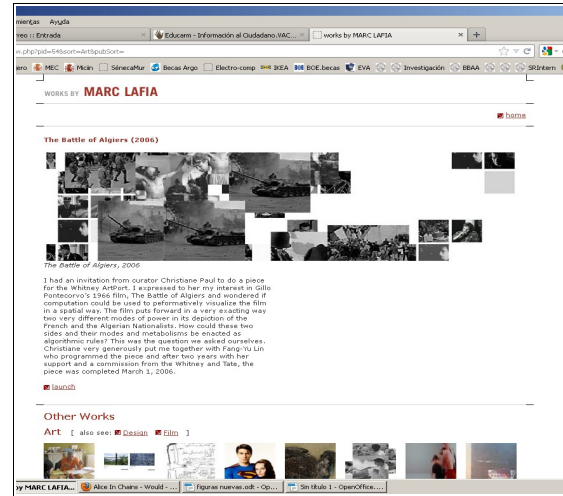 mientas Ayuda
reo :: Entrada
Educarm - Información al Ciudadano.VAC...
works by MARC LAFIA
w.php?pid=54&sort=Art&pubSort=
ero MEC Micin SénecaMur Becas Argo Electro-comp IKEA BOE.becas EVA Investigación BBAA SRIntern
WORKS BY MARC LAFIA
home
The Battle of Algiers (2006)
The Battle of Algiers, 2006
I had an invitation from curator Christiane Paul to do a piece
for the Whitney ArtPort. I expressed to her my interest in Gillo
Pontecorvo's 1966 film, The Battle of Algiers and wondered if
computation could be used to peformatively visualize the film
in a spatial way. The film puts forward in a very exacting way
two very different modes of power in its depiction of the
French and the Algerian Nationalists. How could these two
sides and their modes and metabolisms be enacted as
algorithmic rules? This was the question we asked ourselves.
Christiane very generously put me together with Fang-Yu Lin
who programmed the piece and after two years with her
support and a commission from the Whitney and Tate, the
piece was completed March 1, 2006.
launch
Other Works
Art [ also see: Design Film ]
by MARC LAFIA... Alice In Chains - Would - ... figuras nuevas.odt - Op... Sin título 1 - OpenOffice....